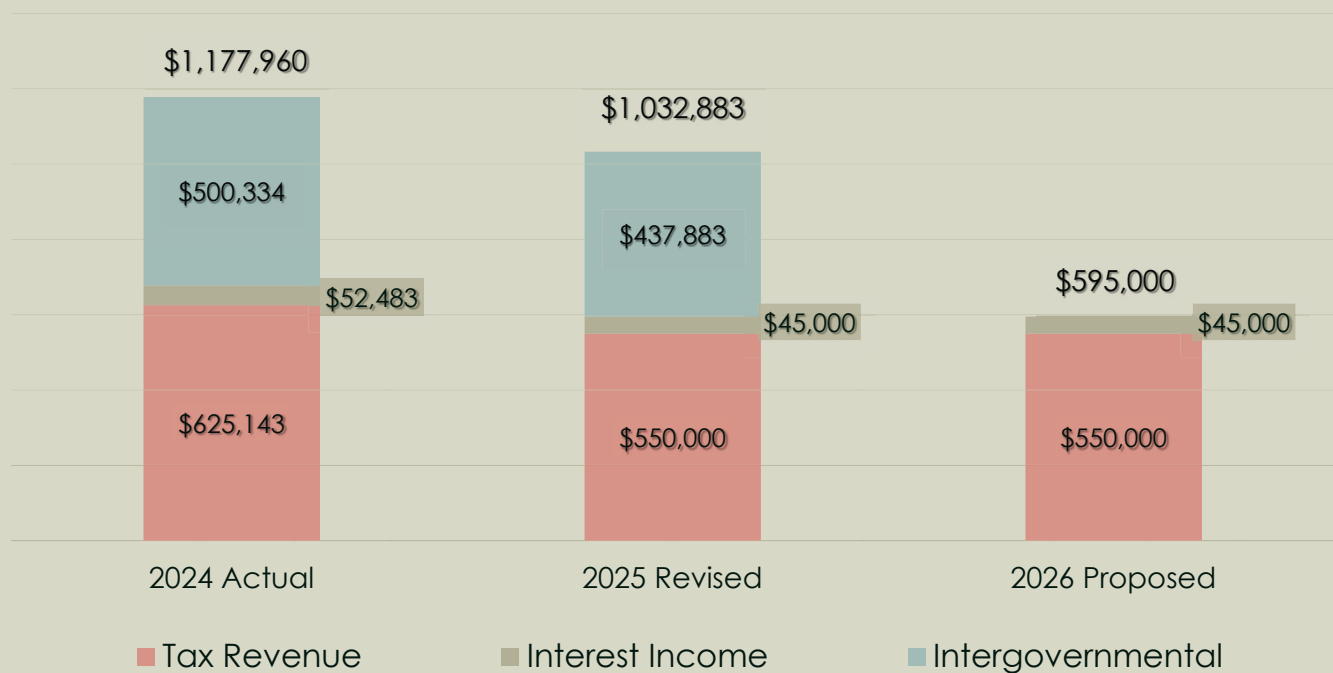 $1,177,960
$1,032,883
$500,334
$437,883
$595,000
$52,483
$45,000
$45,000
$625,143
$550,000
$550,000
2024 Actual
2025 Revised
2026 Proposed
Tax Revenue
Interest Income
Intergovernmental